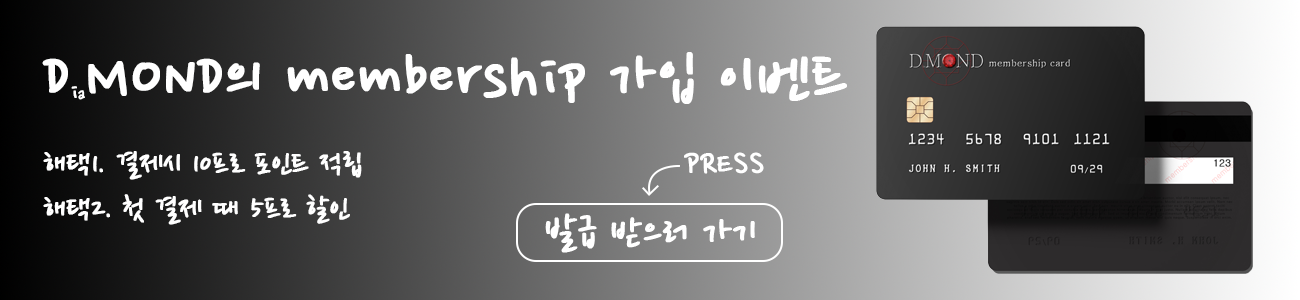 DiaMOND의 membership 가입 이벤트
해택1. 결제시 10프로 포인트 적립
해택2. 첫 결제 때 5프로 할인
PRESS
발급 받으러 가기
D.MOND membership card
1234 5678 9101 1121
JOHN H. SMITH 09/29
123